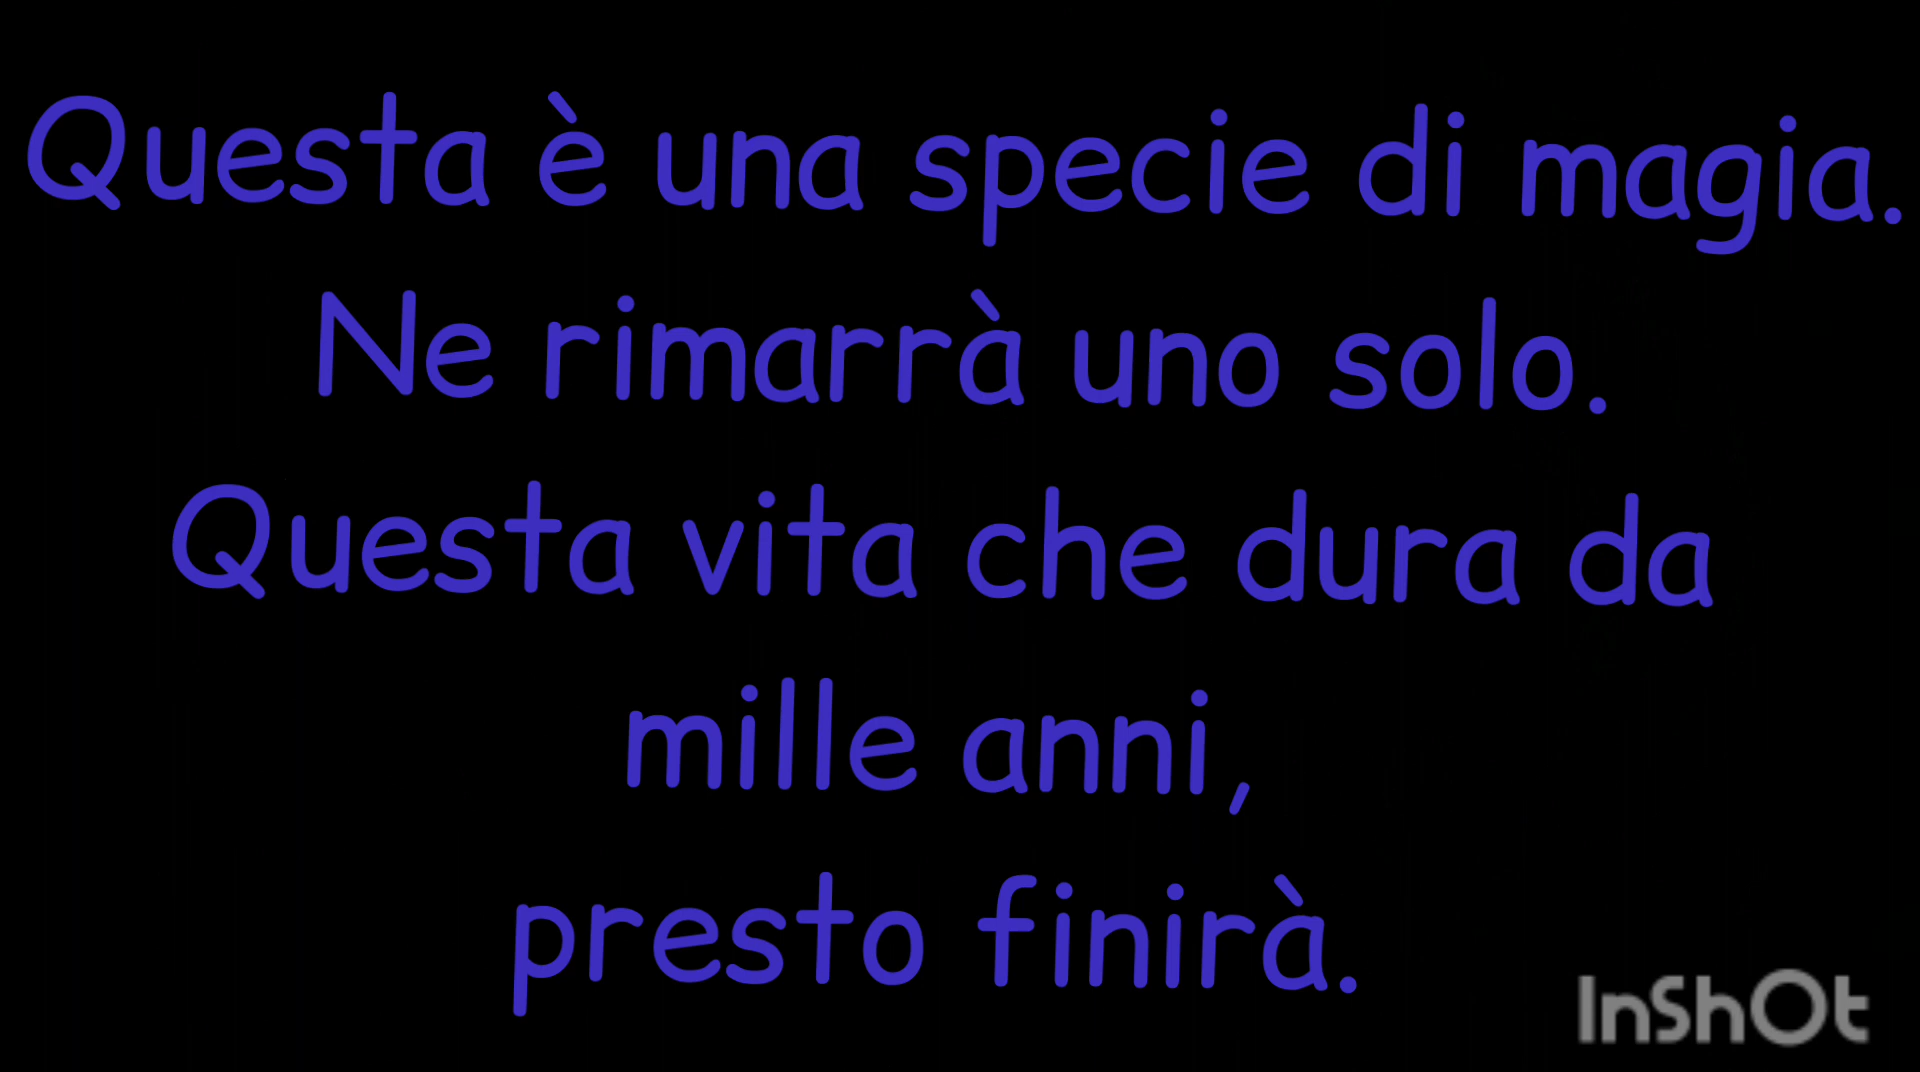 Questa è una specie di magia.
Ne rimarrà uno solo.
Questa vita che dura da
mille anni,
presto finirà.
InShOt